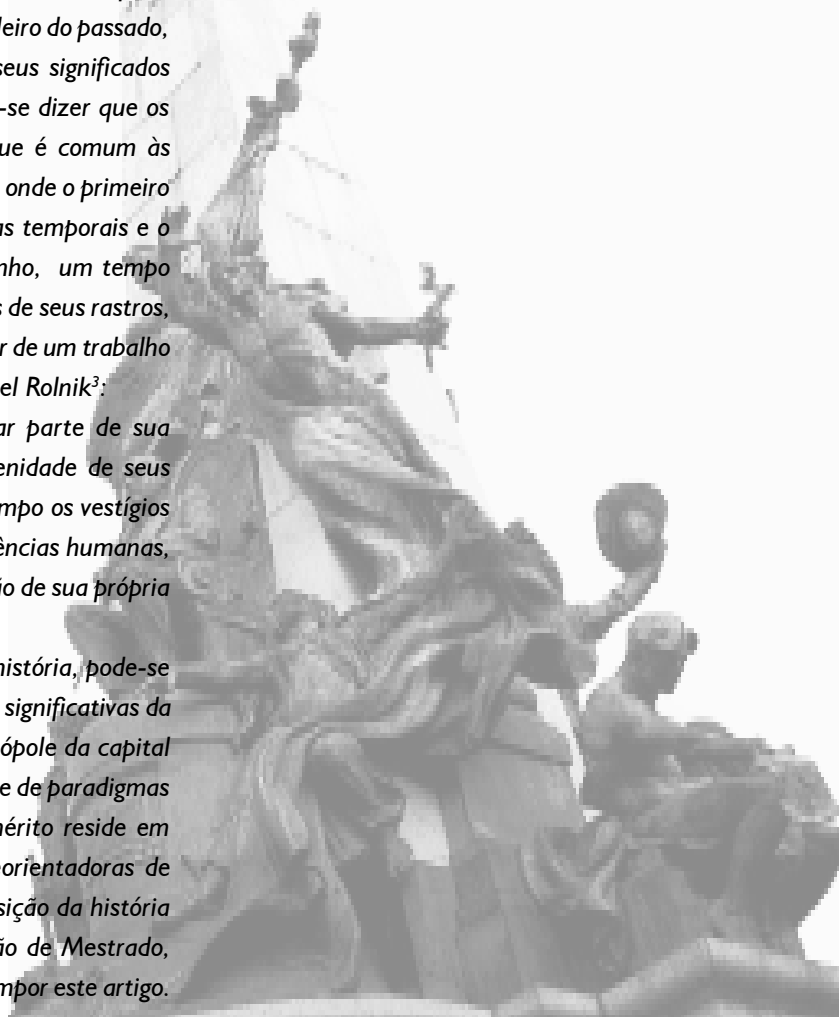 leiro do passado,
seus significados
-se dizer que os
ue é comum às
onde o primeiro
as temporais e o
nho, um tempo
s de seus rastros,
r de um trabalho
el Rolnik³:
ar parte de sua
enidade de seus
mpo os vestígios
ências humanas,
io de sua própria
história, pode-se
significativas da
ópole da capital
e de paradigmas
nérito reside em
eorientadoras de
sição da história
ão de Mestrado,
mpor este artigo.